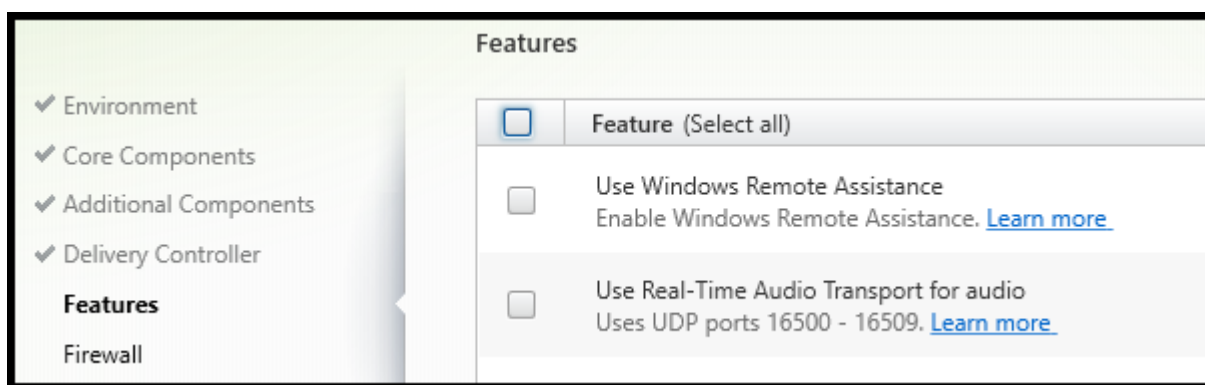 Features
Environment
Core Components
Additional Components
Delivery Controller
Features
Firewall
Feature (Select all)
Use Windows Remote Assistance
Enable Windows Remote Assistance. Learn more
Use Real-Time Audio Transport for audio
Uses UDP ports 16500 - 16509. Learn more